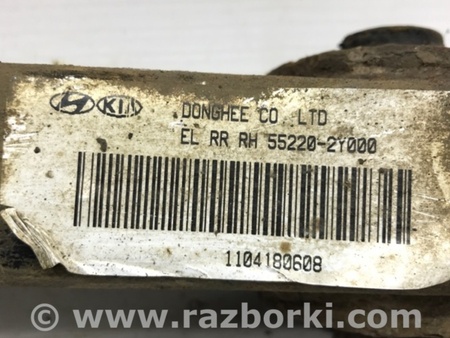 KIA DONGHEE CO LTD
EL RR RH 55220-2Y000
1104180608
© www.razborki.com